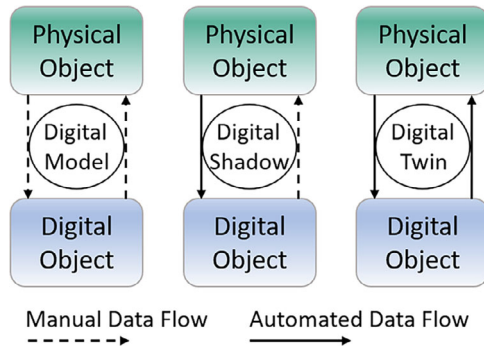 Physical Object
Physical Object
Physical Object
Digital Model
Digital Shadow
Digital Twin
Digital Object
Digital Object
Digital Object
Manual Data Flow
Automated Data Flow